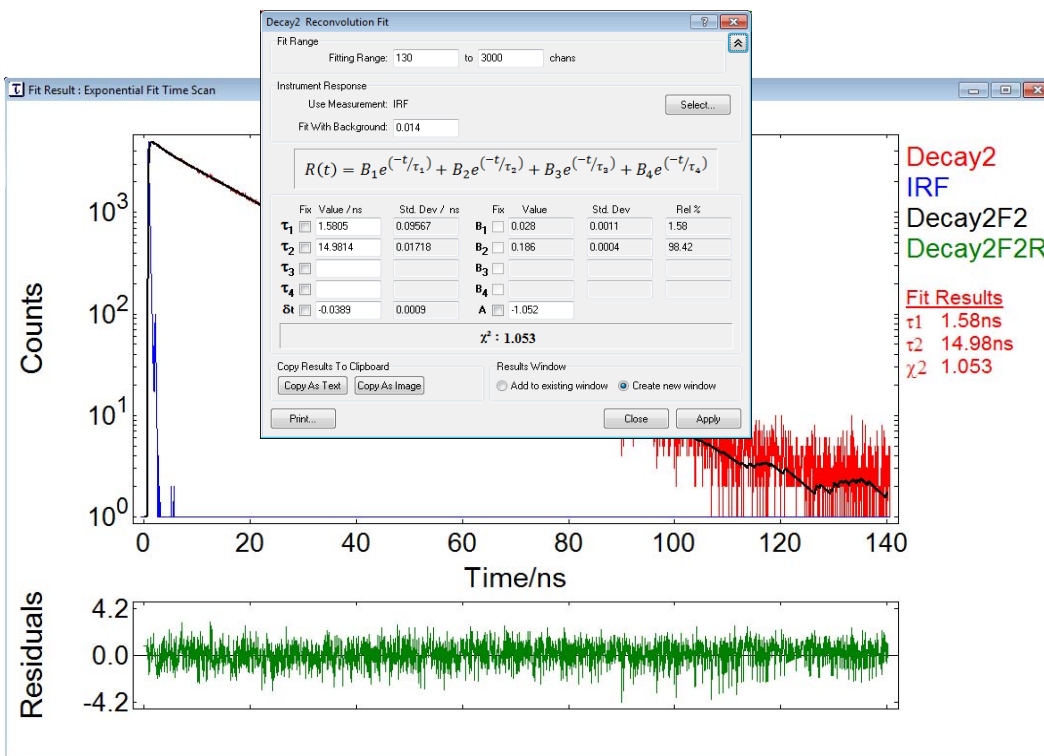 Decay2 Reconvolution Fit
Fit Range
Fitting Range: 130 to 3000 chans
Instrument Response
Use Measurement: IRF
Select...
Fit With Background: 0.014
R(t) = B₁e^(-t/τ₁) + B₂e^(-t/τ₂) + B₃e^(-t/τ₃) + B₄e^(-t/τ₄)
Fix Value / ns Std. Dev / ns Fix Value Std. Dev Rel %
τ₁ 1.5805 0.09567 B₁ 0.028 0.0011 1.58
τ₂ 14.9814 0.01718 B₂ 0.186 0.0004 98.42
τ₃ B₃
τ₄ B₄
δt -0.0389 0.0009 A -1.052
χ² : 1.053
Copy Results To Clipboard
Copy As Text Copy As Image
Results Window
Add to existing window Create new window
Print... Close Apply
Fit Result : Exponential Fit Time Scan
Counts
10³
10²
10¹
10⁰
0 20 40 60 80 100 120 140
Time/ns
Decay2
IRF
Decay2F2
Decay2F2R
Fit Results
τ1 1.58ns
τ2 14.98ns
χ2 1.053
Residuals
4.2
0.0
-4.2